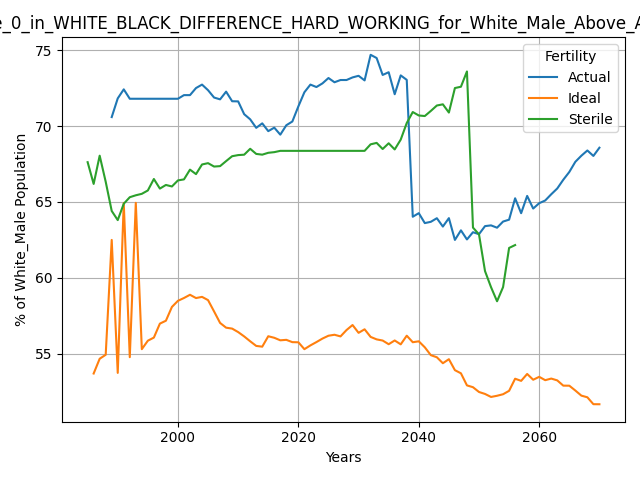 e_0_in_WHITE_BLACK_DIFFERENCE_HARD_WORKING_for_White_Male_Above_A
Fertility
Actual
Ideal
Sterile
75
70
65
60
55
% of White_Male Population
2000
2020
2040
2060
Years